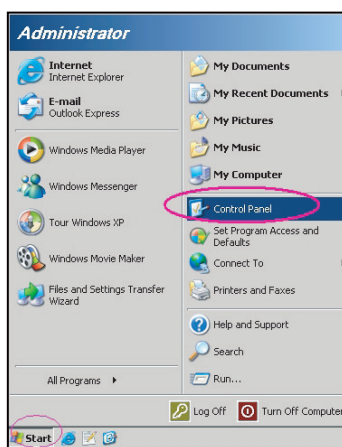 Administrator
Internet
Internet Explorer
E-mail
Outlook Express
Windows Media Player
Windows Messenger
Tour Windows XP
Windows Movie Maker
Files and Settings Transfer
Wizard
All Programs
My Documents
My Recent Documents
My Pictures
My Music
My Computer
Control Panel
Set Program Access and
Defaults
Connect To
Printers and Faxes
Help and Support
Search
Run...
Log Off
Turn Off Computer
Start